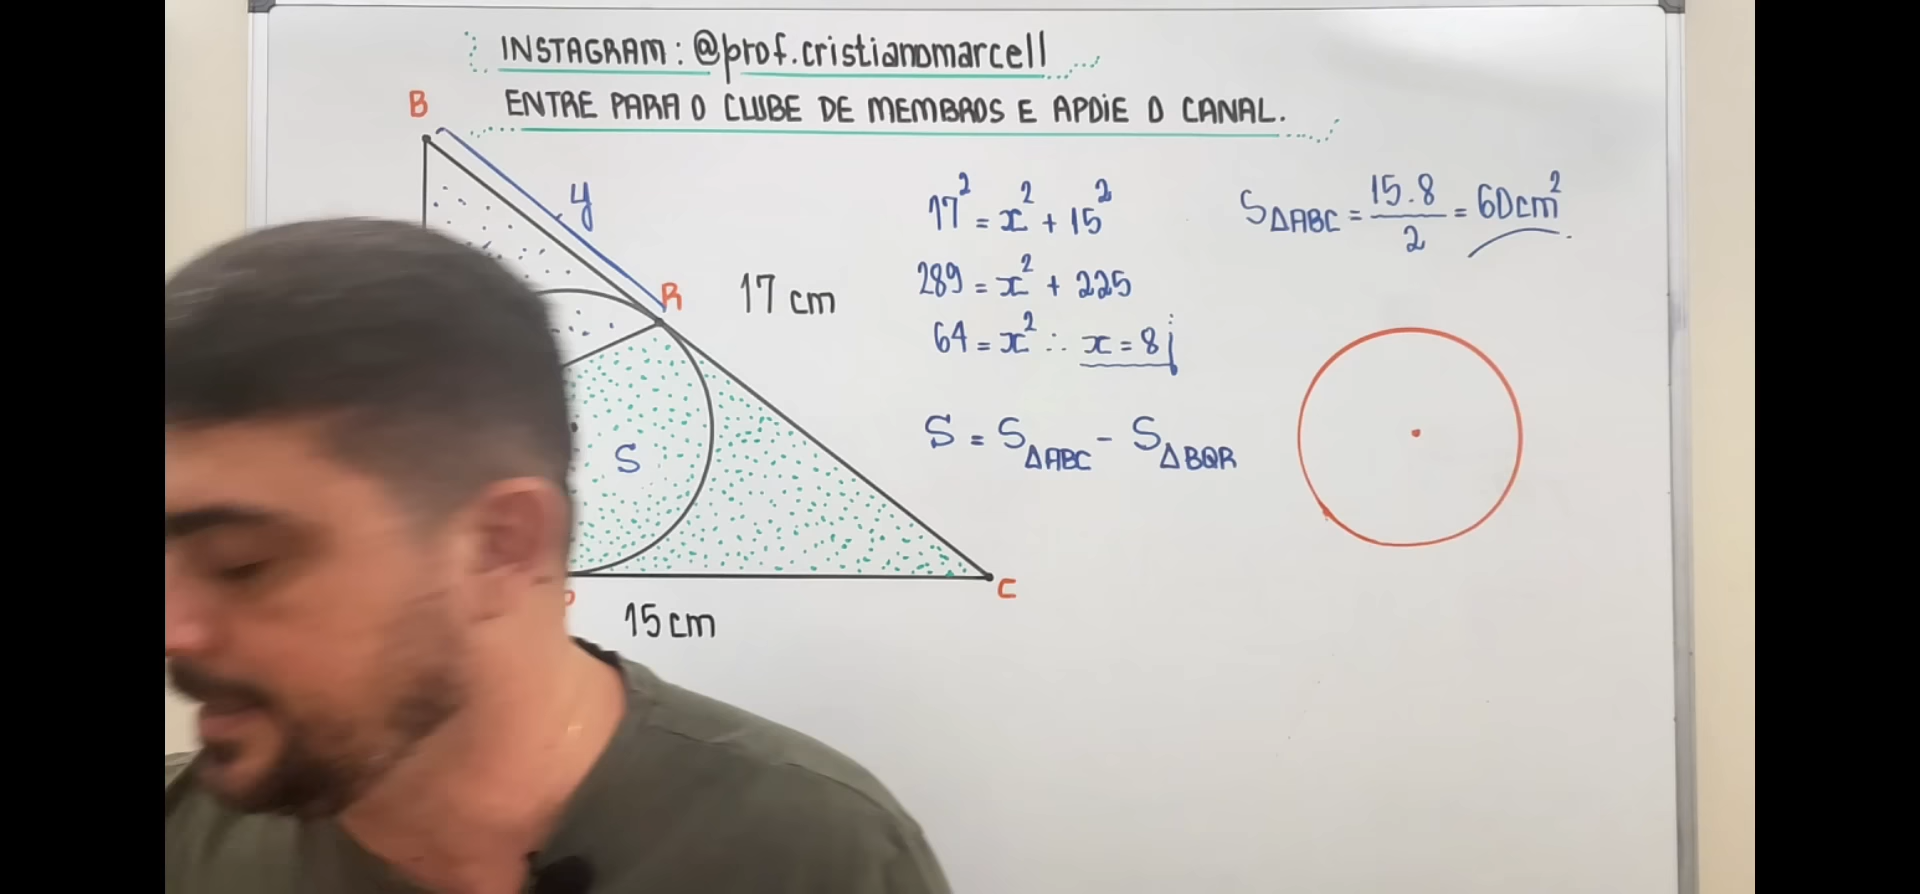 INSTAGRAM: @prof.cristianomarcell
ENTRE PARA O CLUBE DE MEMBROS E APOIE O CANAL.
B
y
R
17 cm
S
C
15 cm
17² = x² + 15²
289 = x² + 225
64 = x² ∴ x = 8
S = S△ABC - S△BQR
S△ABC = 15.8/2 = 60cm²